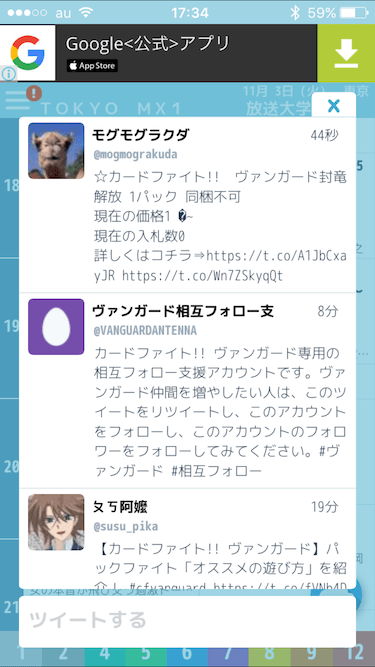 au 17:34 59%
Google<公式>アプリ
App Store
11月 3日(火) 東京
TOKYO MX1 放送大学
モグモグラクダ 44秒
@mogmograkuda
☆カードファイト!! ヴァンガード封竜
解放 1パック 同梱不可
現在の価格1 �~
現在の入札数0
詳しくはコチラ⇒https://t.co/A1JbCxa
yJR https://t.co/Wn7ZSkyqQt
18
ヴァンガード相互フォロー支 8分
@VANGUARDANTENNA
カードファイト!! ヴァンガード専用の
相互フォロー支援アカウントです。ヴァ
ンガード仲間を増やしたい人は、このツ
イートをリツイートし、このアカウント
をフォローし、このアカウントのフォロ
ワーをフォローしてみてください。#ヴ
ァンガード #相互フォロー
19
20
ㄆㄎ阿嬤 19分
@susu_pika
【カードファイト!! ヴァンガード】パ
ックファイト「オススメの遊び方」を紹
介! #cfvanguard https://t.co/fVNb4D
21
ツイートする
1 2 4 5 6 7 8 9 12